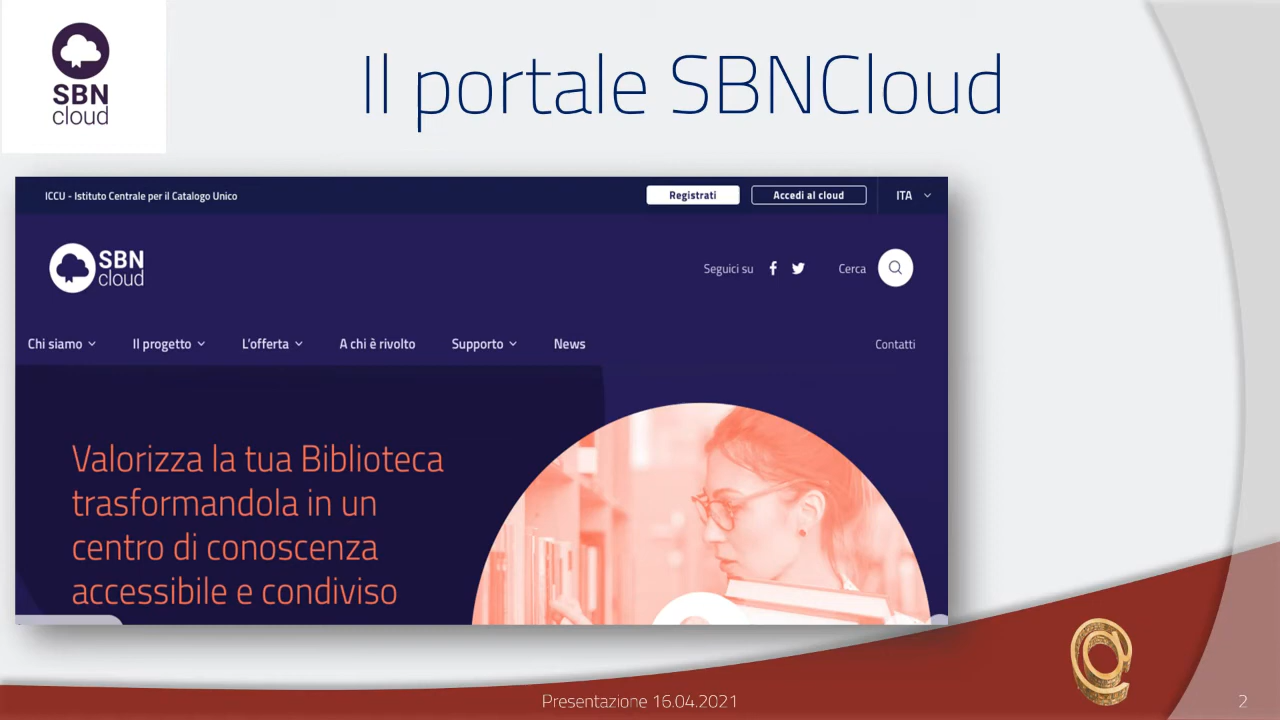 SBN
cloud
Il portale SBNCloud
ICCU - Istituto Centrale per il Catalogo Unico
Registrati
Accedi al cloud
ITA
SBN
cloud
Seguici su
Cerca
Chi siamo
Il progetto
L'offerta
A chi è rivolto
Supporto
News
Contatti
Valorizza la tua Biblioteca
trasformandola in un
centro di conoscenza
accessibile e condiviso
@
Presentazione 16.04.2021
2